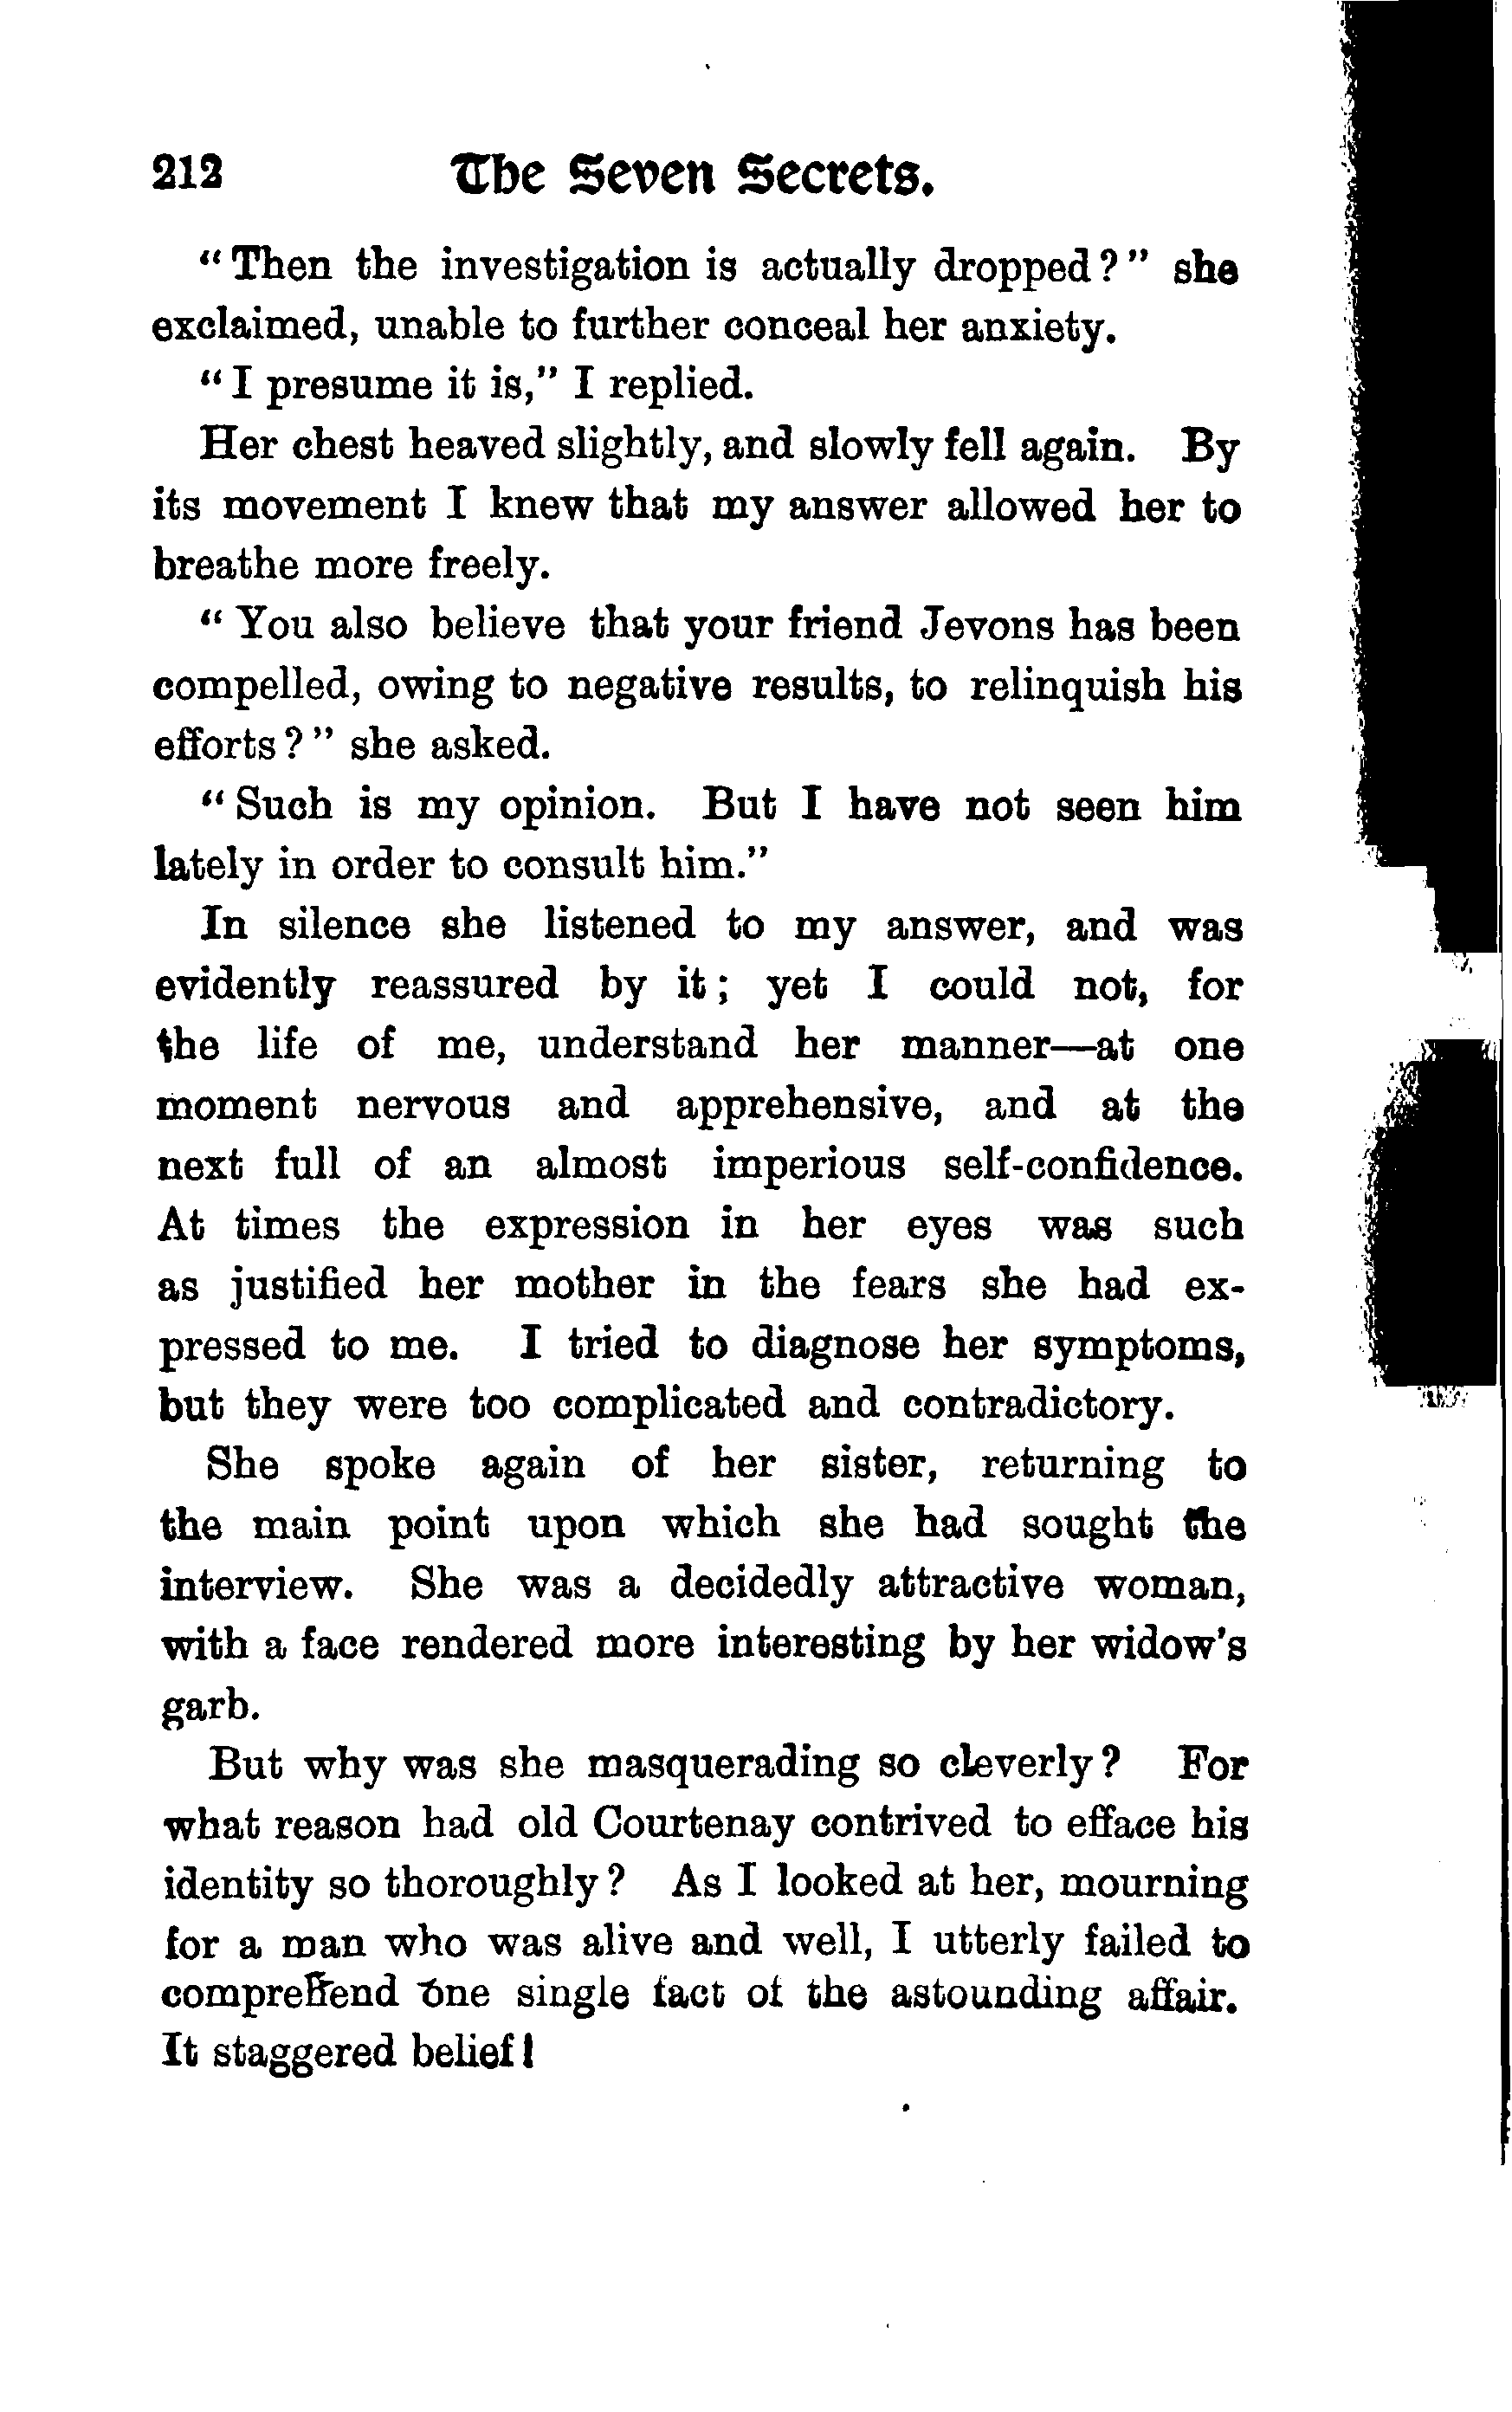 212 The Seven Secrets.
"Then the investigation is actually dropped?" she
exclaimed, unable to further conceal her anxiety.
"I presume it is," I replied.
Her chest heaved slightly, and slowly fell again. By
its movement I knew that my answer allowed her to
breathe more freely.
"You also believe that your friend Jevons has been
compelled, owing to negative results, to relinquish his
efforts?" she asked.
"Such is my opinion. But I have not seen him
lately in order to consult him."
In silence she listened to my answer, and was
evidently reassured by it; yet I could not, for
the life of me, understand her manner—at one
moment nervous and apprehensive, and at the
next full of an almost imperious self-confidence.
At times the expression in her eyes was such
as justified her mother in the fears she had ex-
pressed to me. I tried to diagnose her symptoms,
but they were too complicated and contradictory.
She spoke again of her sister, returning to
the main point upon which she had sought the
interview. She was a decidedly attractive woman,
with a face rendered more interesting by her widow's
garb.
But why was she masquerading so cleverly? For
what reason had old Courtenay contrived to efface his
identity so thoroughly? As I looked at her, mourning
for a man who was alive and well, I utterly failed to
comprehend one single fact of the astounding affair.
It staggered belief!